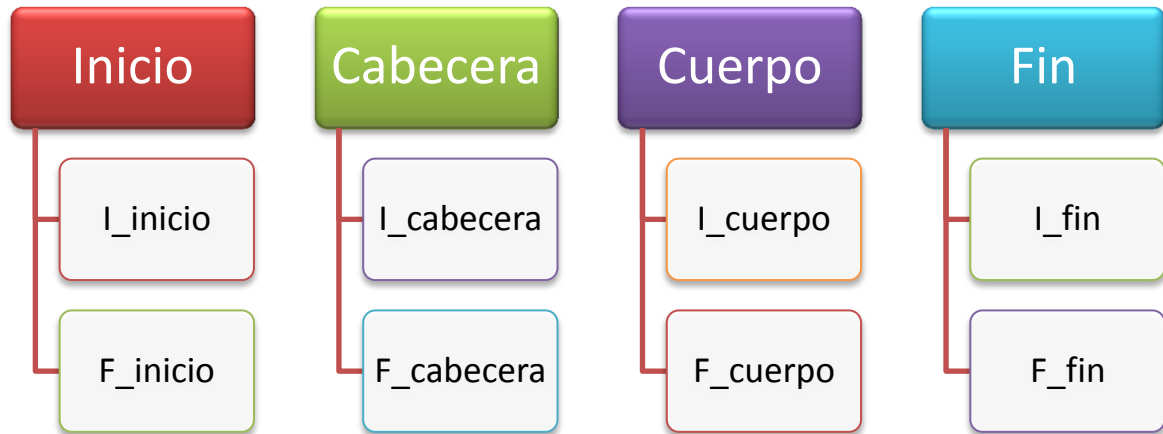 Inicio
I_inicio
F_inicio
Cabecera
I_cabecera
F_cabecera
Cuerpo
I_cuerpo
F_cuerpo
Fin
I_fin
F_fin